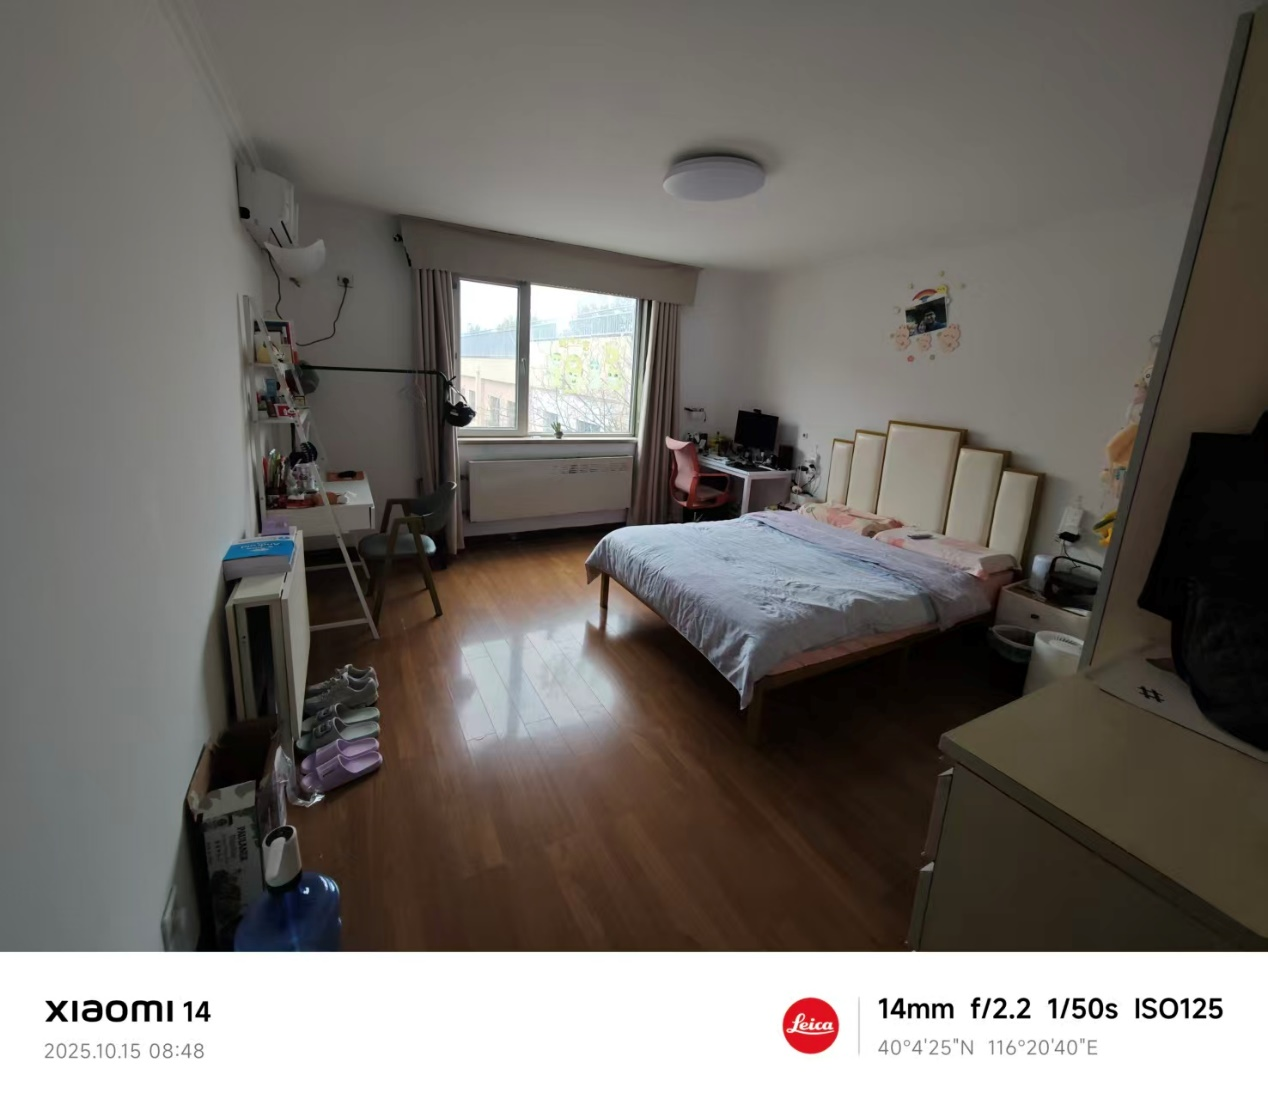 #
XIAOMI 14
2025.10.15 08:48
Leica
14mm f/2.2 1/50s ISO125
40°4'25"N 116°20'40"E